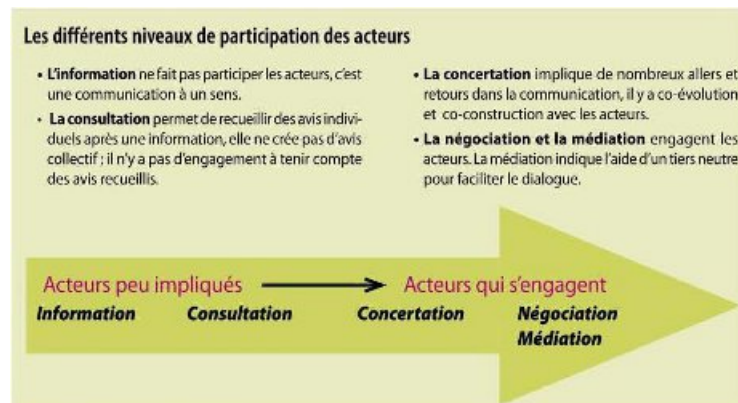 Les différents niveaux de participation des acteurs
• L'information ne fait pas participer les acteurs, c'est
une communication à un sens.
• La consultation permet de recueillir des avis indivi-
duels après une information, elle ne crée pas d'avis
collectif ; il n'y a pas d'engagement à tenir compte
des avis recueillis.
• La concertation implique de nombreux allers et
retours dans la communication, il y a co-évolution
et co-construction avec les acteurs.
• La négociation et la médiation engagent les
acteurs. La médiation indique l'aide d'un tiers neutre
pour faciliter le dialogue.
Acteurs peu impliqués
Acteurs qui s'engagent
Information
Consultation
Concertation
Négociation
Médiation